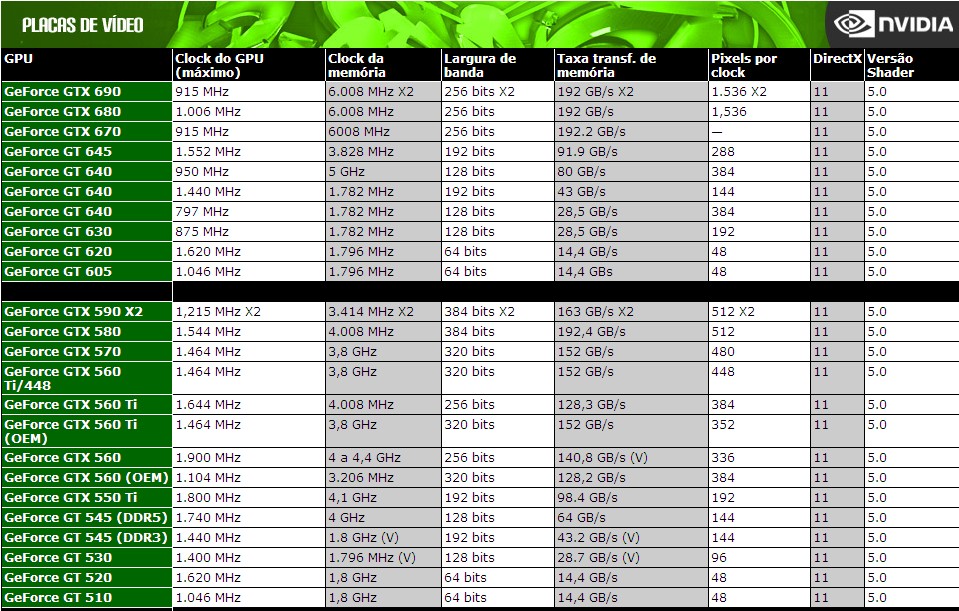 PLACAS DE VÍDEO
NVIDIA
GPU Clock do GPU (máximo) Clock da memória Largura de banda Taxa transf. de memória Pixels por clock DirectX Versão Shader
GeForce GTX 690 915 MHz 6.008 MHz X2 256 bits X2 192 GB/s X2 1.536 X2 11 5.0
GeForce GTX 680 1.006 MHz 6.008 MHz 256 bits 192 GB/s 1,536 11 5.0
GeForce GTX 670 915 MHz 6008 MHz 256 bits 192.2 GB/s — 11 5.0
GeForce GT 645 1.552 MHz 3.828 MHz 192 bits 91.9 GB/s 288 11 5.0
GeForce GT 640 950 MHz 5 GHz 128 bits 80 GB/s 384 11 5.0
GeForce GT 640 1.440 MHz 1.782 MHz 192 bits 43 GB/s 144 11 5.0
GeForce GT 640 797 MHz 1.782 MHz 128 bits 28,5 GB/s 384 11 5.0
GeForce GT 630 875 MHz 1.782 MHz 128 bits 28,5 GB/s 192 11 5.0
GeForce GT 620 1.620 MHz 1.796 MHz 64 bits 14,4 GB/s 48 11 5.0
GeForce GT 605 1.046 MHz 1.796 MHz 64 bits 14,4 GBs 48 11 5.0
GeForce GTX 590 X2 1,215 MHz X2 3.414 MHz X2 384 bits X2 163 GB/s X2 512 X2 11 5.0
GeForce GTX 580 1.544 MHz 4.008 MHz 384 bits 192,4 GB/s 512 11 5.0
GeForce GTX 570 1.464 MHz 3,8 GHz 320 bits 152 GB/s 480 11 5.0
GeForce GTX 560 Ti/448 1.464 MHz 3,8 GHz 320 bits 152 GB/s 448 11 5.0
GeForce GTX 560 Ti 1.644 MHz 4.008 MHz 256 bits 128,3 GB/s 384 11 5.0
GeForce GTX 560 Ti (OEM) 1.464 MHz 3,8 GHz 320 bits 152 GB/s 352 11 5.0
GeForce GTX 560 1.900 MHz 4 a 4,4 GHz 256 bits 140,8 GB/s (V) 336 11 5.0
GeForce GTX 560 (OEM) 1.104 MHz 3.206 MHz 320 bits 128,2 GB/s 384 11 5.0
GeForce GTX 550 Ti 1.800 MHz 4,1 GHz 192 bits 98.4 GB/s 192 11 5.0
GeForce GT 545 (DDR5) 1.740 MHz 4 GHz 128 bits 64 GB/s 144 11 5.0
GeForce GT 545 (DDR3) 1.440 MHz 1.8 GHz (V) 192 bits 43.2 GB/s (V) 144 11 5.0
GeForce GT 530 1.400 MHz 1.796 MHz (V) 128 bits 28.7 GB/s (V) 96 11 5.0
GeForce GT 520 1.620 MHz 1,8 GHz 64 bits 14,4 GB/s 48 11 5.0
GeForce GT 510 1.046 MHz 1,8 GHz 64 bits 14,4 GB/s 48 11 5.0